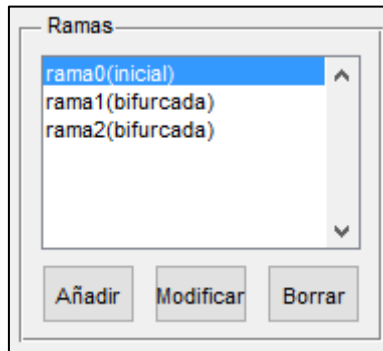 Ramas
rama0(inicial)
rama1(bifurcada)
rama2(bifurcada)
Añadir Modificar Borrar